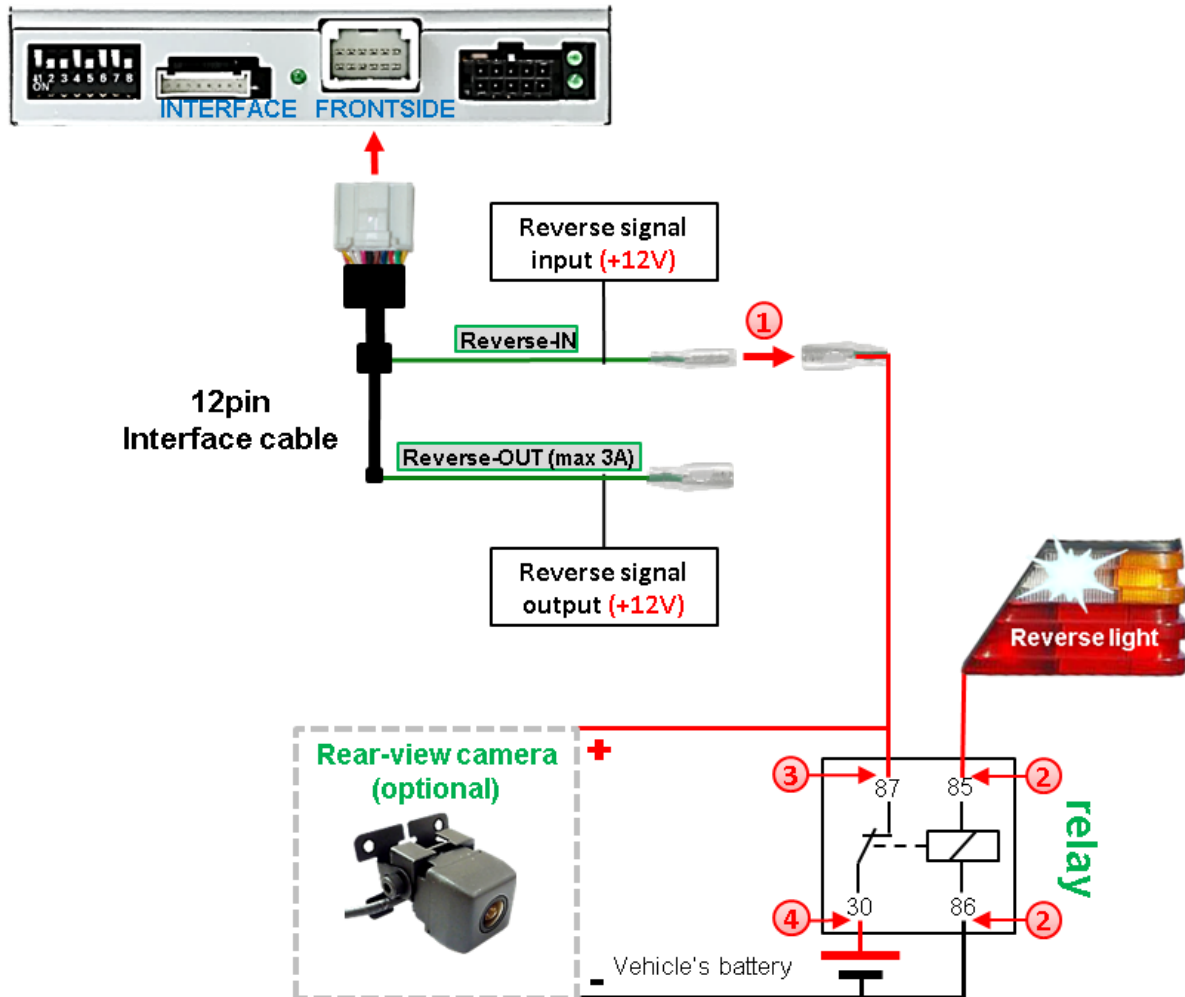 1 2 3 4 5 6 7 8
ON
INTERFACE FRONTSIDE
Reverse signal
input (+12V)
1
Reverse-IN
12pin
Interface cable
Reverse-OUT (max 3A)
Reverse signal
output (+12V)
Reverse light
Rear-view camera
(optional)
+
3
87
85
2
relay
4
30
86
2
- Vehicle's battery